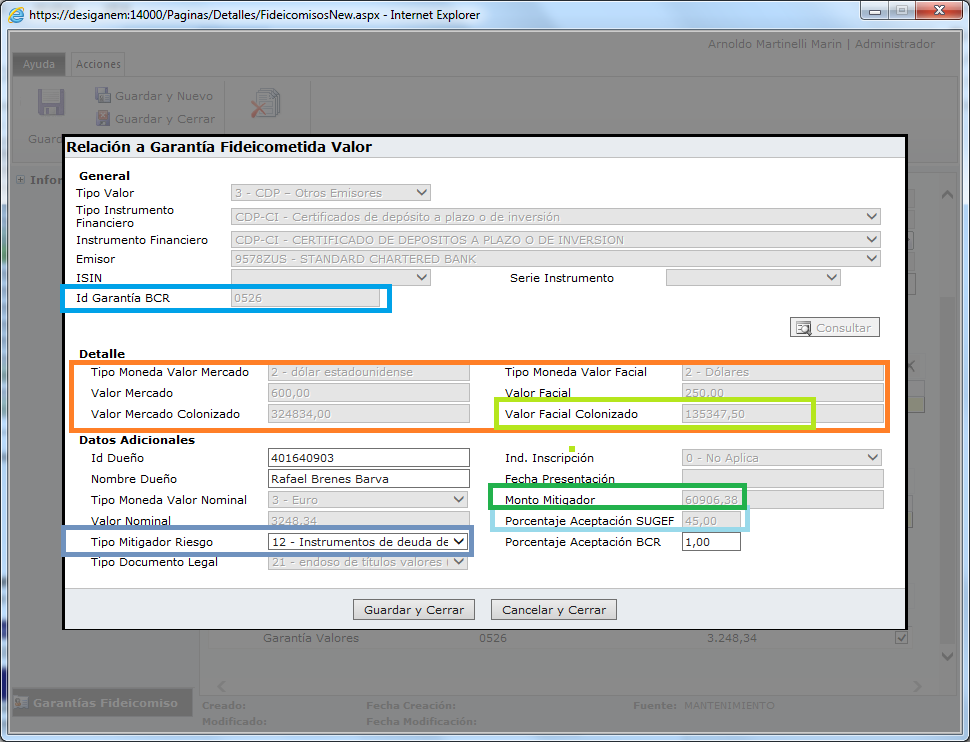 https://desiganem:14000/Paginas/Detalles/FideicomisosNew.aspx - Internet Explorer
Arnoldo Martinelli Marin | Administrador
Ayuda Acciones
Guardar y Nuevo
Guardar y Cerrar
Guard
Relación a Garantía Fideicometida Valor
Infor
General
Tipo Valor 3 - CDP – Otros Emisores
Tipo Instrumento Financiero CDP-CI - Certificados de depósito a plazo o de inversión
Instrumento Financiero CDP-CI - CERTIFICADO DE DEPOSITOS A PLAZO O DE INVERSION
Emisor 9578ZUS - STANDARD CHARTERED BANK
ISIN Serie Instrumento
Id Garantía BCR 0526
Consultar
Detalle
Tipo Moneda Valor Mercado 2 - dólar estadounidense Tipo Moneda Valor Facial 2 - Dólares
Valor Mercado 600,00 Valor Facial 250,00
Valor Mercado Colonizado 324834,00 Valor Facial Colonizado 135347,50
Datos Adicionales
Id Dueño 401640903 Ind. Inscripción 0 - No Aplica
Nombre Dueño Rafael Brenes Barva Fecha Presentación
Tipo Moneda Valor Nominal 3 - Euro Monto Mitigador 60906,38
Valor Nominal 3248,34 Porcentaje Aceptación SUGEF 45,00
Tipo Mitigador Riesgo 12 - Instrumentos de deuda de Porcentaje Aceptación BCR 1,00
Tipo Documento Legal 21 - endoso de títulos valores
Guardar y Cerrar Cancelar y Cerrar
Garantía Valores 0526 3.248,34
Garantías Fideicomiso
Creado: Fecha Creación: Fuente: MANTENIMIENTO
Modificado: Fecha Modificación: